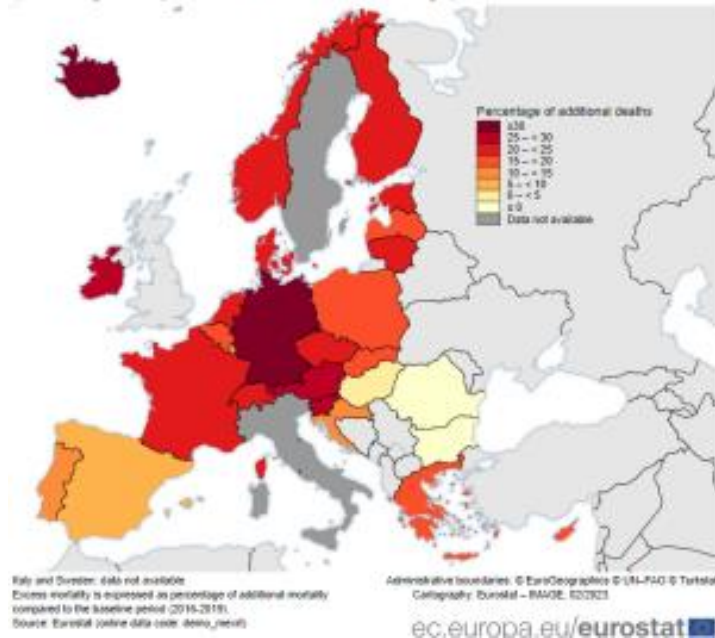 Percentage of additional deaths
≥30
25 – < 30
20 – < 25
15 – < 20
10 – < 15
5 – < 10
0 – < 5
≤ 0
Data not available
Italy and Sweden: data not available
Excess mortality is expressed as percentage of additional mortality
compared to the baseline period (2016-2019).
Source: Eurostat (online data code: demo_mexrt)
Administrative boundaries: © EuroGeographics © UN–FAO © Turkstat
Cartography: Eurostat – IMAGE, 02/2023
ec.europa.eu/eurostat